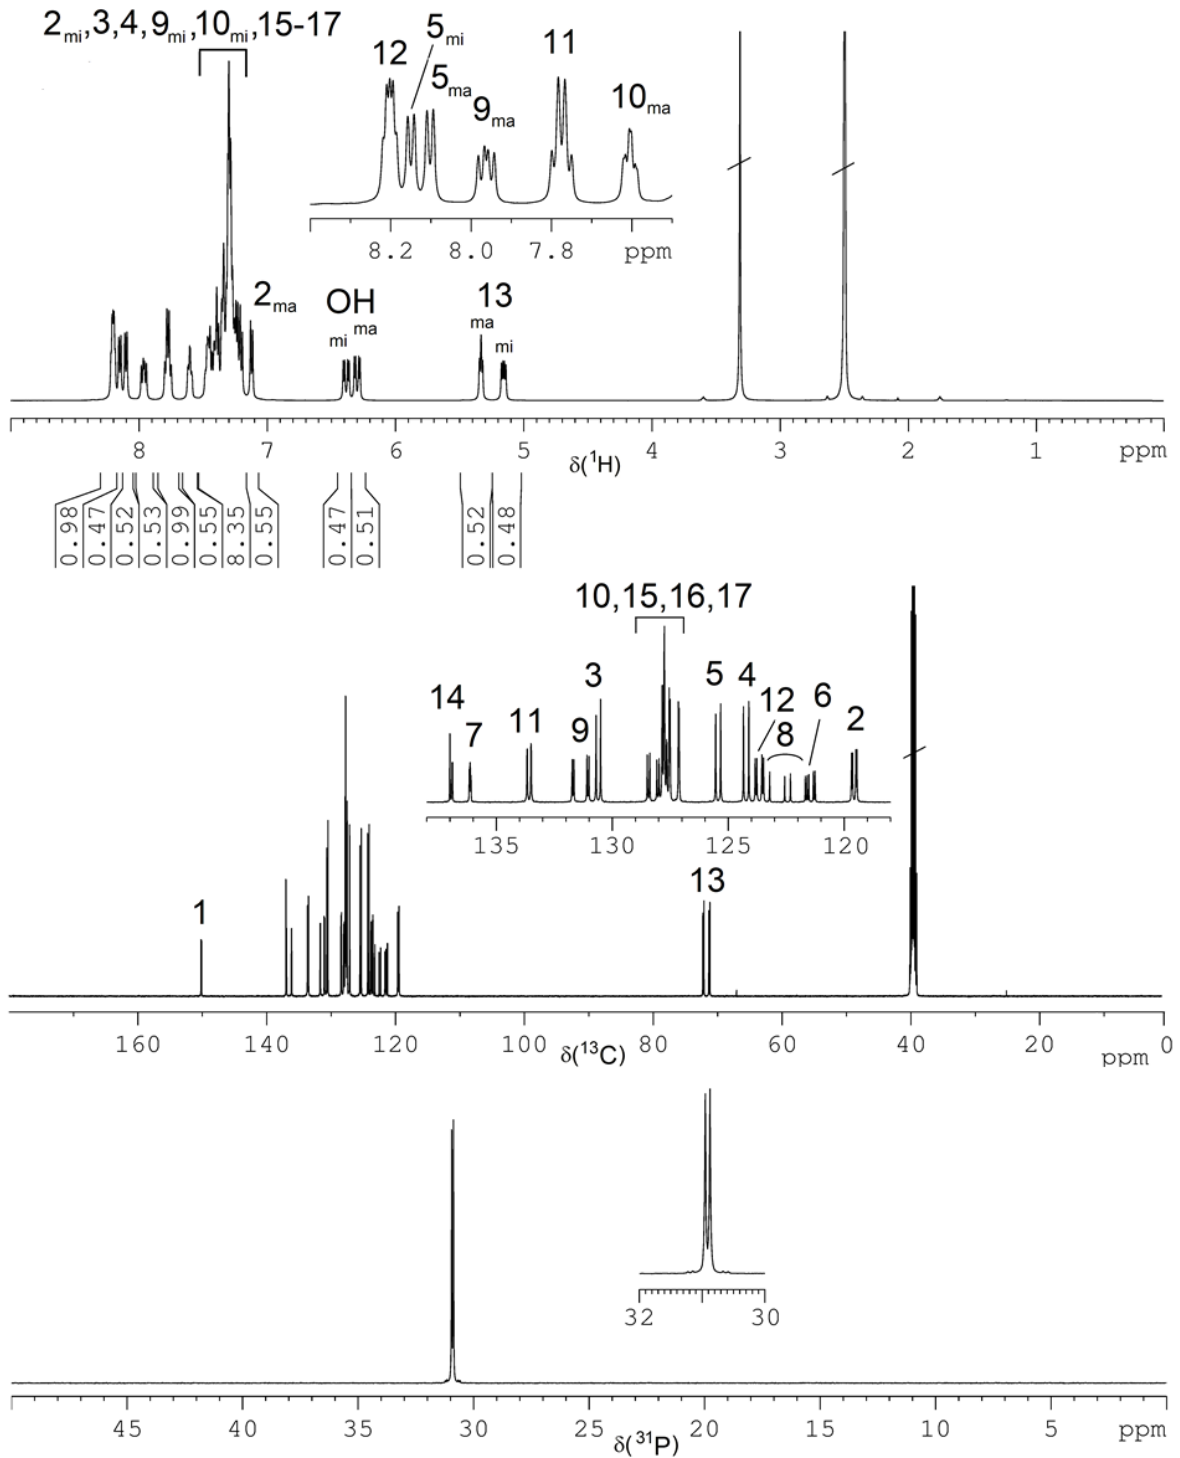 2mi,3,4,9mi,10mi,15-17
12
5mi
5ma
9ma
11
10ma
8.2 8.0 7.8 ppm
2ma
OH
mi ma
13
ma mi
8 7 6 5 4 3 2 1 ppm
δ(¹H)
0.98 0.47 0.52 0.53 0.99 0.55 8.35 0.55 0.47 0.51 0.52 0.48
10,15,16,17
14 7 11 9 3 5 4 12 8 6 2
135 130 125 120
1
13
160 140 120 100 80 60 40 20 ppm 0
δ(¹³C)
32 30
45 40 35 30 25 20 15 10 5 ppm
δ(³¹P)